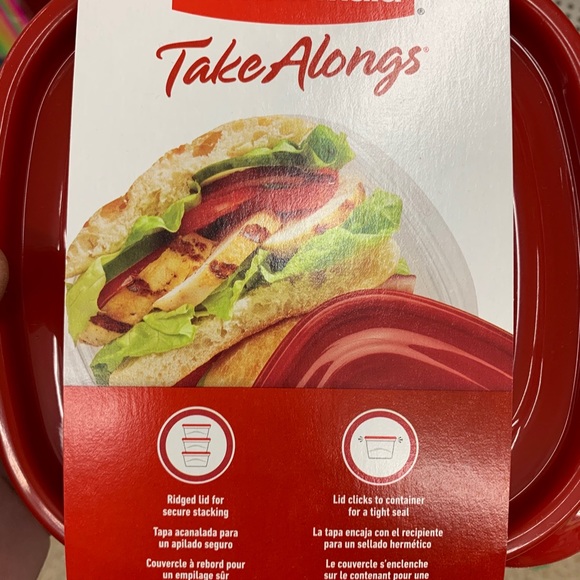 TakeAlongs®
Ridged lid for
secure stacking
Tapa acanalada para
un apilado seguro
Couvercle à rebord pour
un empilage sûr
Lid clicks to container
for a tight seal
La tapa encaja con el recipiente
para un sellado hermético
Le couvercle s'enclenche
sur le contenant pour une